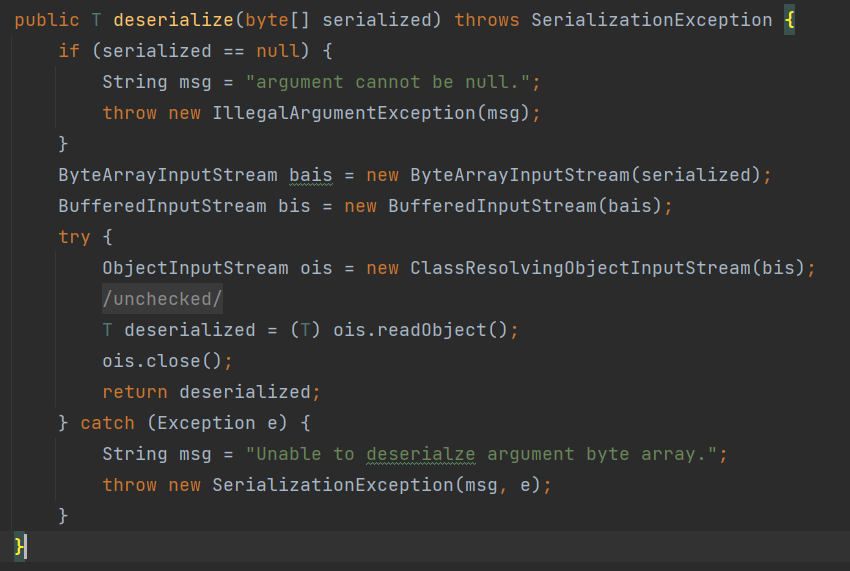 public T deserialize(byte[] serialized) throws SerializationException {
if (serialized == null) {
String msg = "argument cannot be null.";
throw new IllegalArgumentException(msg);
}
ByteArrayInputStream bais = new ByteArrayInputStream(serialized);
BufferedInputStream bis = new BufferedInputStream(bais);
try {
ObjectInputStream ois = new ClassResolvingObjectInputStream(bis);
/unchecked/
T deserialized = (T) ois.readObject();
ois.close();
return deserialized;
} catch (Exception e) {
String msg = "Unable to deserialze argument byte array.";
throw new SerializationException(msg, e);
}
}